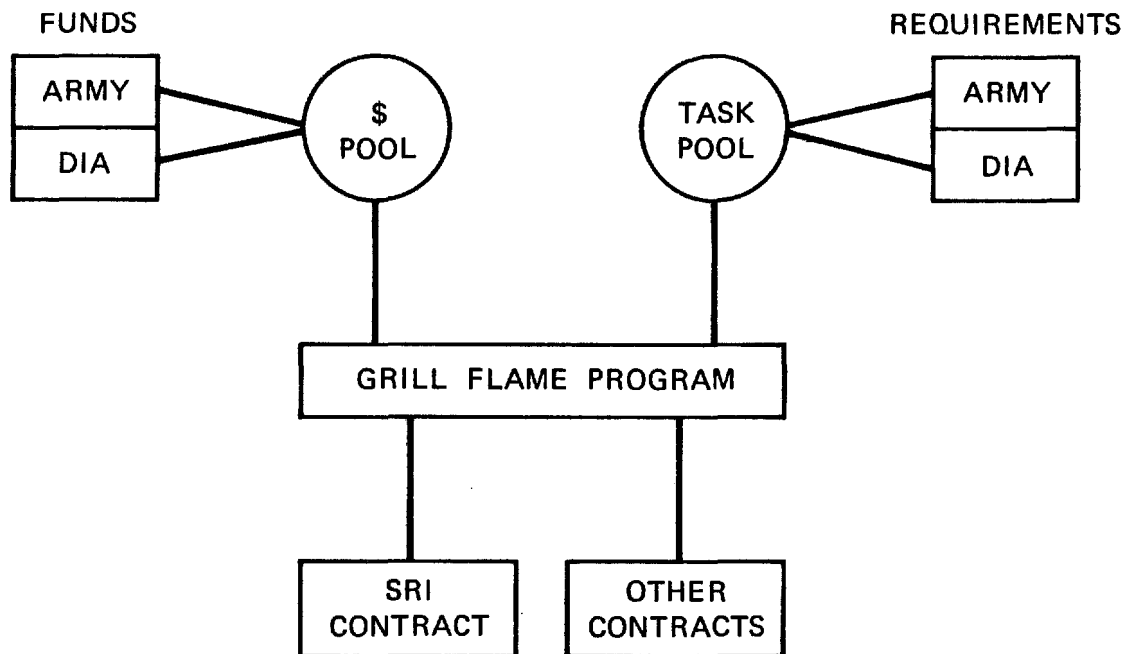 FUNDS
ARMY
DIA
$
POOL
TASK
POOL
REQUIREMENTS
ARMY
DIA
GRILL FLAME PROGRAM
SRI
CONTRACT
OTHER
CONTRACTS